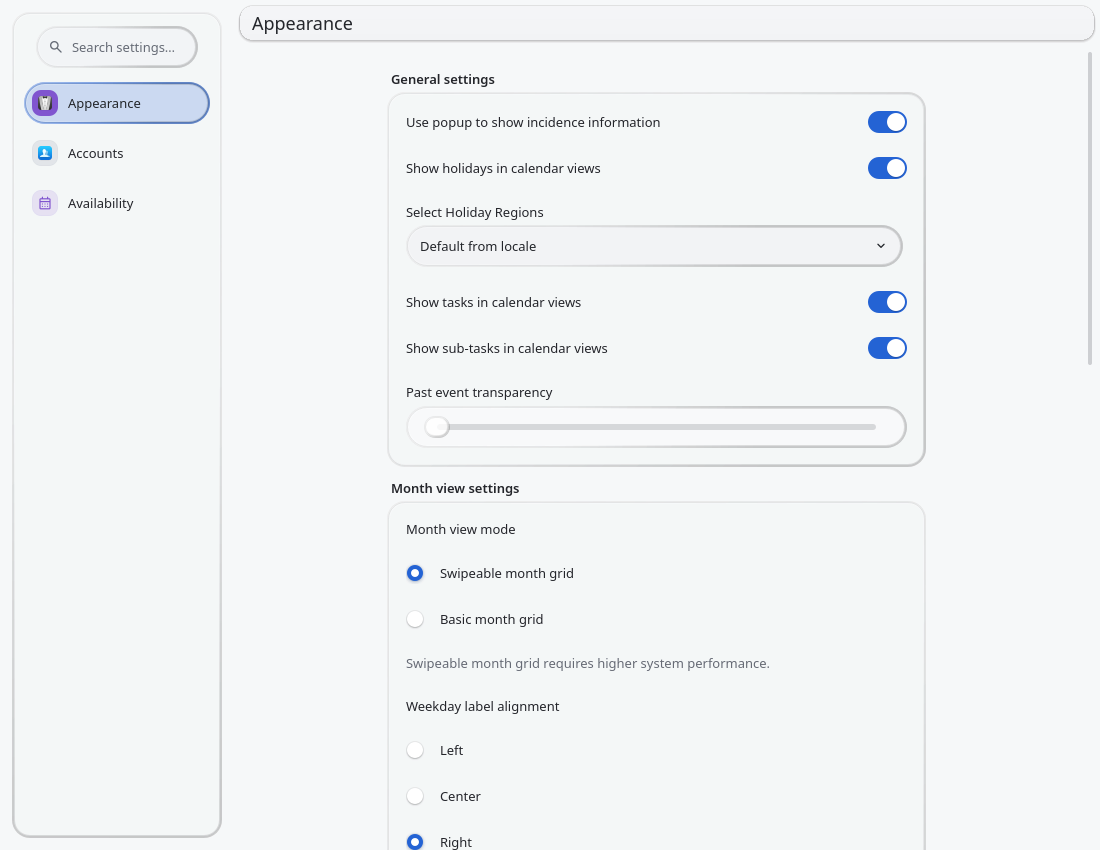 Search settings...
Appearance
Accounts
Availability
Appearance
General settings
Use popup to show incidence information
Show holidays in calendar views
Select Holiday Regions
Default from locale
Show tasks in calendar views
Show sub-tasks in calendar views
Past event transparency
Month view settings
Month view mode
Swipeable month grid
Basic month grid
Swipeable month grid requires higher system performance.
Weekday label alignment
Left
Center
Right